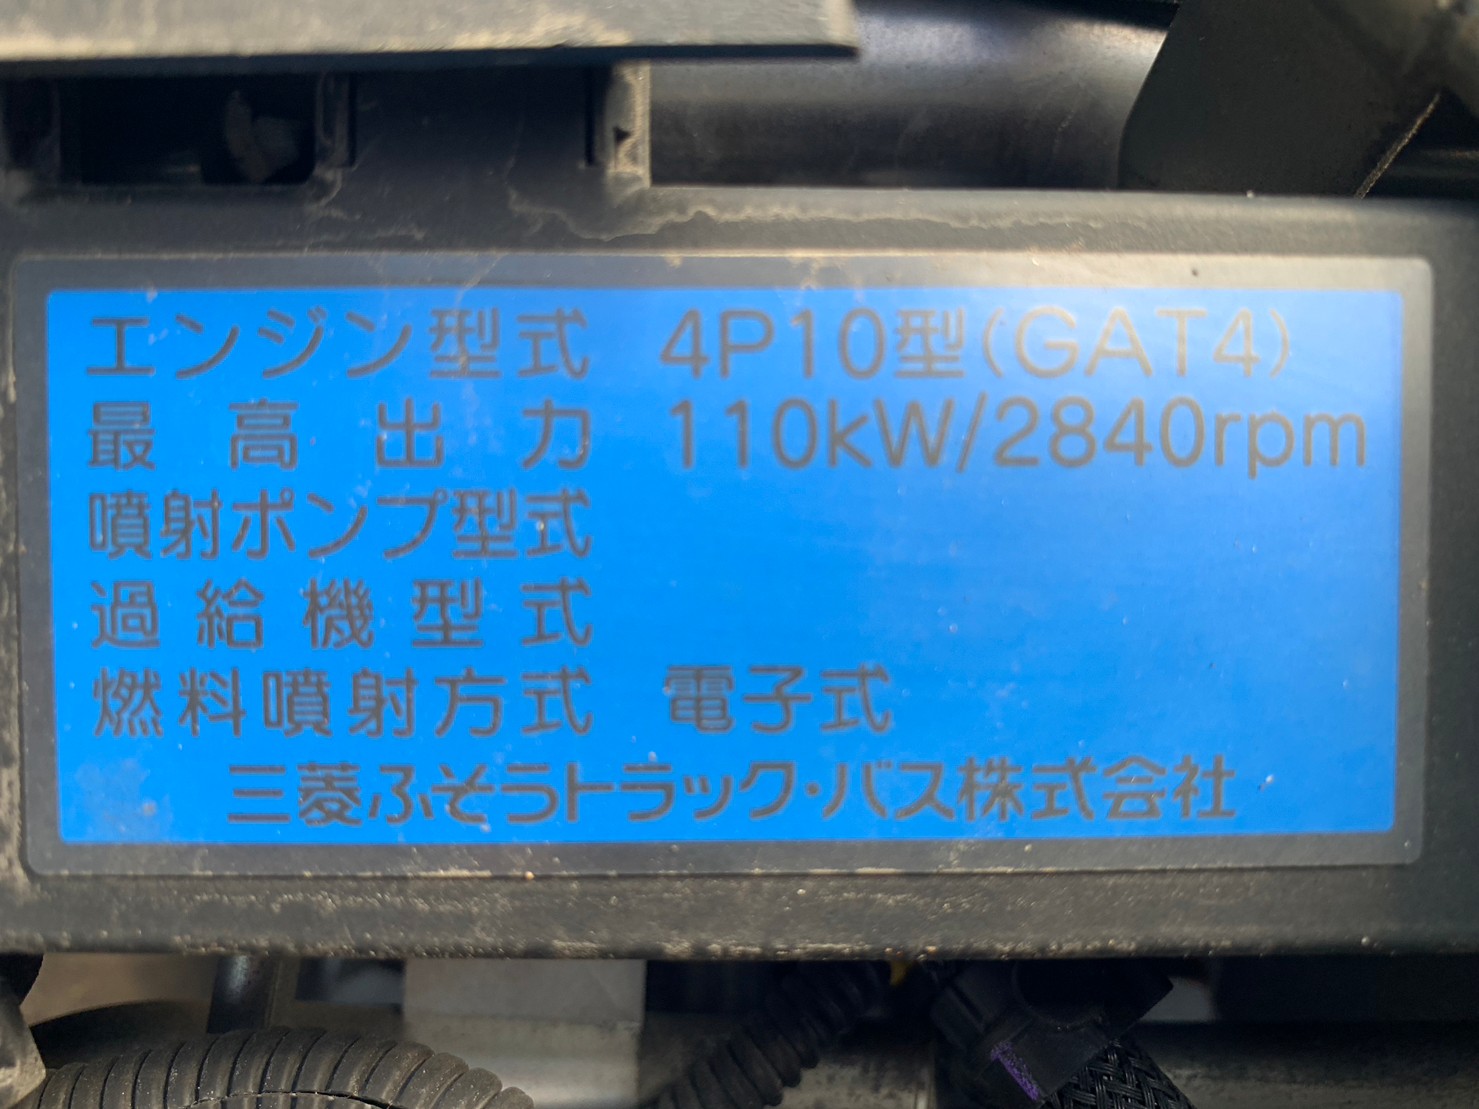 エンジン型式 4P10型(GAT4)
最高出力 110kW/2840rpm
噴射ポンプ型式
過給機型式
燃料噴射方式 電子式
三菱ふそうトラック・バス株式会社